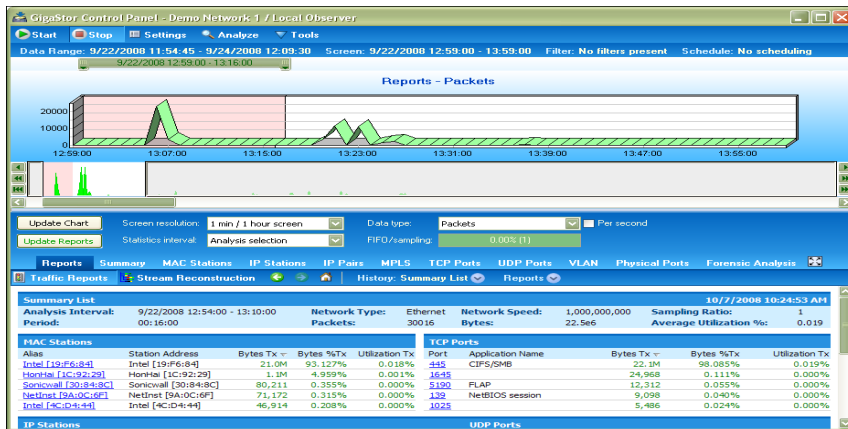 GigaStor Control Panel - Demo Network 1 / Local Observer
Start Stop Settings Analyze Tools
Data Range: 9/22/2008 11:54:45 - 9/24/2008 12:09:30 Screen: 9/22/2008 12:59:00 - 13:59:00 Filter: No filters present Schedule: No scheduling
9/22/2008 12:59:00 - 13:16:00
Reports - Packets
20000
10000
0
12:59:00 13:07:00 13:15:00 13:23:00 13:31:00 13:39:00 13:47:00 13:55:00
Update Chart Screen resolution: 1 min / 1 hour screen Data type: Packets Per second
Update Reports Statistics interval: Analysis selection FIFO/sampling: 0.00% (1)
Reports Summary MAC Stations IP Stations IP Pairs MPLS TCP Ports UDP Ports VLAN Physical Ports Forensic Analysis
Traffic Reports Stream Reconstruction History: Summary List Reports
Summary List 10/7/2008 10:24:53 AM
Analysis Interval: 9/22/2008 12:54:00 - 13:10:00 Network Type: Ethernet Network Speed: 1,000,000,000 Sampling Ratio: 1
Period: 00:16:00 Packets: 30016 Bytes: 22.5e6 Average Utilization %: 0.019
MAC Stations TCP Ports
Alias Station Address Bytes Tx Bytes %Tx Utilization Tx Port Application Name Bytes Tx Bytes %Tx Utilization Tx
Intel [19:F6:84] Intel [19:F6:84] 21.0M 93.127% 0.018% 445 CIFS/SMB 22.1M 98.085% 0.019%
HonHai [1C:92:29] HonHai [1C:92:29] 1.1M 4.959% 0.001% 1645 24,968 0.111% 0.000%
Sonicwall [30:84:8C] Sonicwall [30:84:8C] 80,211 0.355% 0.000% 5190 FLAP 12,312 0.055% 0.000%
NetInst [9A:0C:6F] NetInst [9A:0C:6F] 71,172 0.315% 0.000% 139 NetBIOS session 9,098 0.040% 0.000%
Intel [4C:D4:44] Intel [4C:D4:44] 46,914 0.208% 0.000% 1025 5,486 0.024% 0.000%
IP Stations UDP Ports